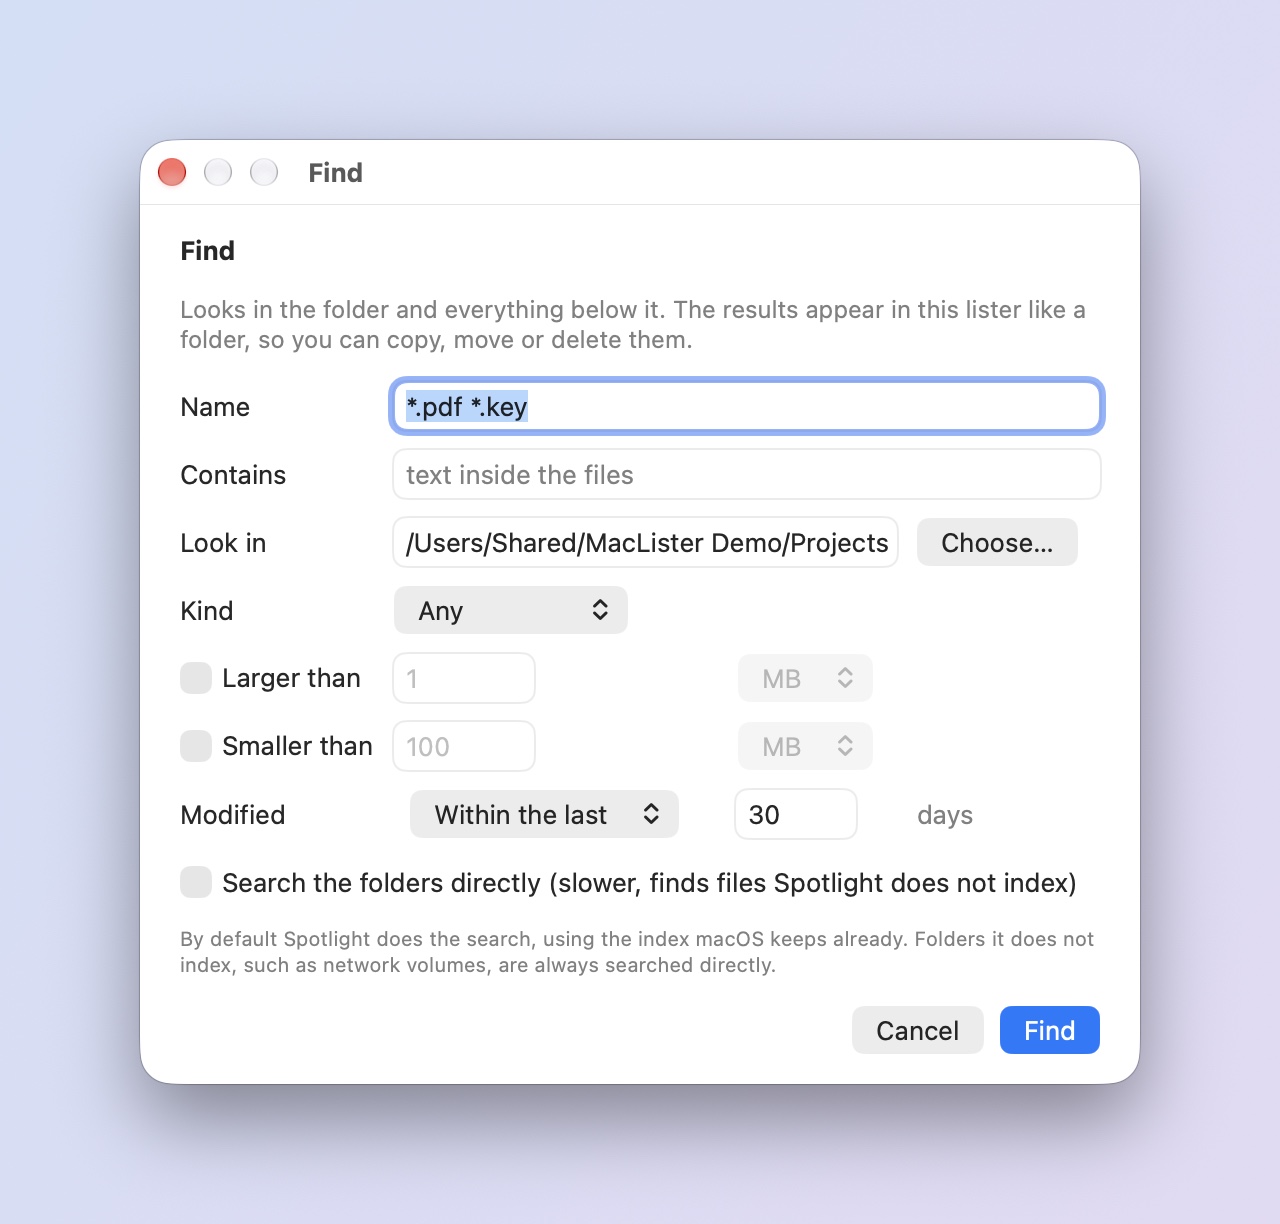 Find
Find
Looks in the folder and everything below it. The results appear in this lister like a
folder, so you can copy, move or delete them.
Name *.pdf *.key
Contains text inside the files
Look in /Users/Shared/MacLister Demo/Projects Choose...
Kind Any
Larger than 1 MB
Smaller than 100 MB
Modified Within the last 30 days
Search the folders directly (slower, finds files Spotlight does not index)
By default Spotlight does the search, using the index macOS keeps already. Folders it does not
index, such as network volumes, are always searched directly.
Cancel Find